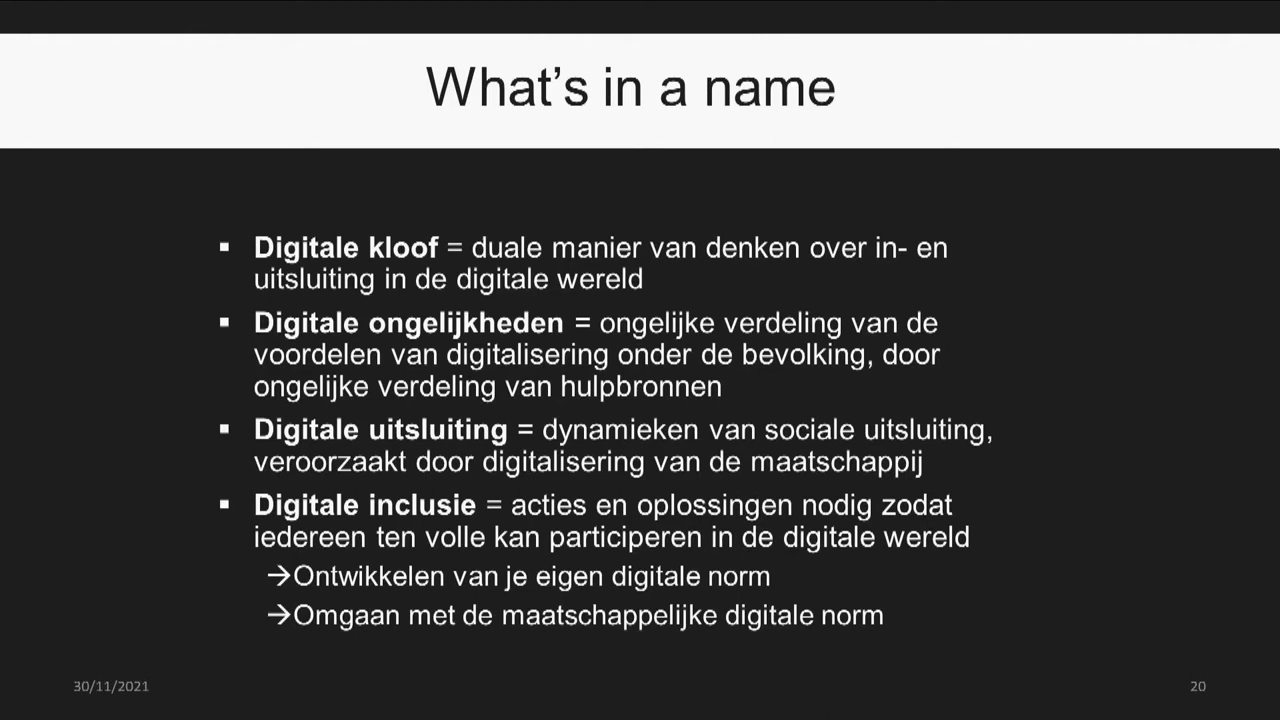 What’s in a name
▪ Digitale kloof = duale manier van denken over in- en
uitsluiting in de digitale wereld
▪ Digitale ongelijkheden = ongelijke verdeling van de
voordelen van digitalisering onder de bevolking, door
ongelijke verdeling van hulpbronnen
▪ Digitale uitsluiting = dynamieken van sociale uitsluiting,
veroorzaakt door digitalisering van de maatschappij
▪ Digitale inclusie = acties en oplossingen nodig zodat
iedereen ten volle kan participeren in de digitale wereld
→Ontwikkelen van je eigen digitale norm
→Omgaan met de maatschappelijke digitale norm
30/11/2021
20